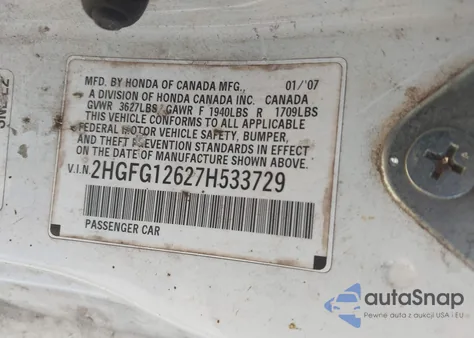 MFD. BY HONDA OF CANADA MFG., 01/'07
A DIVISION OF HONDA CANADA INC. CANADA
GVWR 3627LBS GAWR F 1940LBS R 1709LBS
THIS VEHICLE CONFORMS TO ALL APPLICABLE
FEDERAL MOTOR VEHICLE SAFETY, BUMPER,
AND THEFT PREVENTION STANDARDS IN EFFECT
ON THE DATE OF MANUFACTURE SHOWN ABOVE.
V.I.N. 2HGFG12627H533729
PASSENGER CAR
autoSnap
Pewne auta z aukcji USA i EU